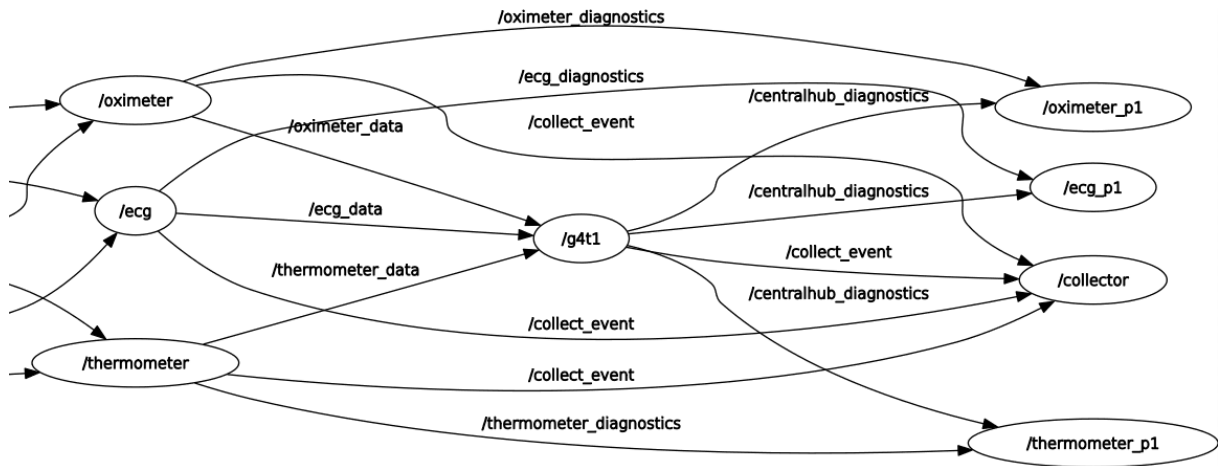 /oximeter_diagnostics
/ecg_diagnostics
/centralhub_diagnostics
/oximeter
/oximeter_p1
/oximeter_data
/collect_event
/centralhub_diagnostics
/ecg_p1
/ecg
/ecg_data
/g4t1
/collect_event
/thermometer_data
/collector
/centralhub_diagnostics
/collect_event
/thermometer
/collect_event
/thermometer_diagnostics
/thermometer_p1